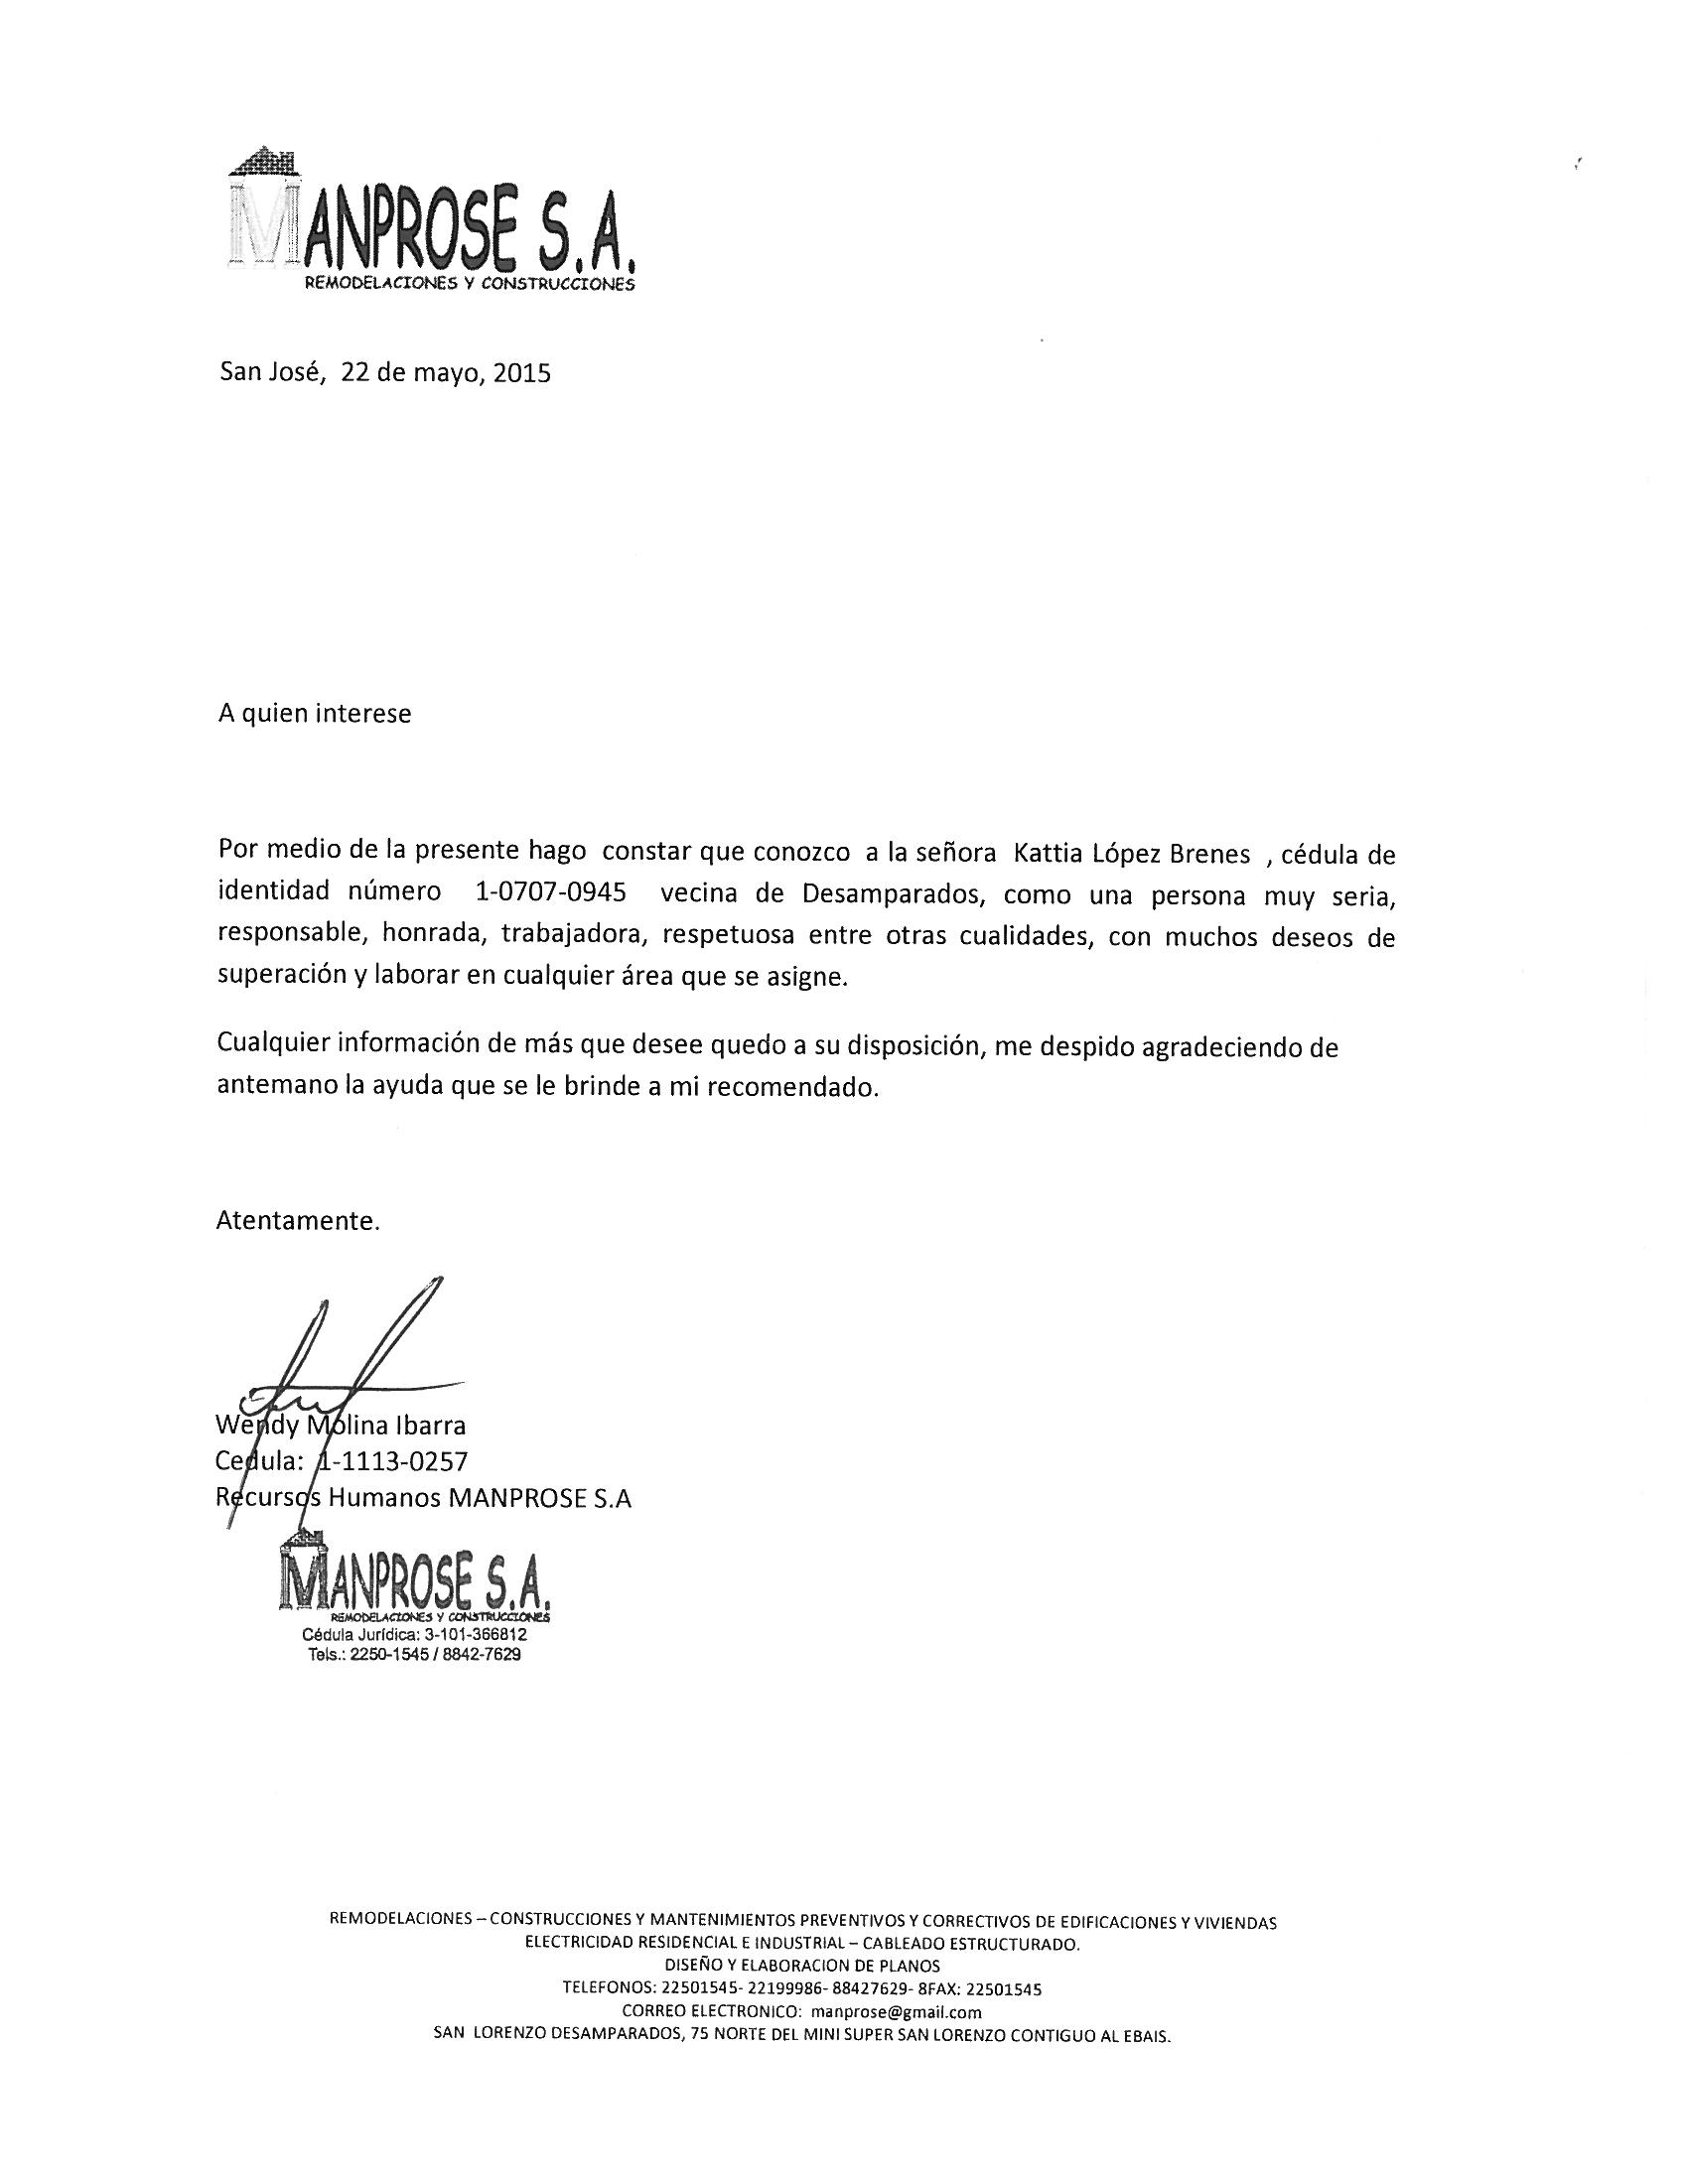 MANPROSE S.A.
REMODELACIONES Y CONSTRUCCIONES
San José, 22 de mayo, 2015
A quien interese
Por medio de la presente hago constar que conozco a la señora Kattia López Brenes , cédula de
identidad número 1-0707-0945 vecina de Desamparados, como una persona muy seria,
responsable, honrada, trabajadora, respetuosa entre otras cualidades, con muchos deseos de
superación y laborar en cualquier área que se asigne.
Cualquier información de más que desee quedo a su disposición, me despido agradeciendo de
antemano la ayuda que se le brinde a mi recomendado.
Atentamente.
Wendy Molina Ibarra
Cedula: 1-1113-0257
Recursos Humanos MANPROSE S.A
MANPROSE S.A.
REMODELACIONES Y CONSTRUCCIONES
Cédula Jurídica: 3-101-366812
Tels.: 2250-1545 / 8842-7629
REMODELACIONES – CONSTRUCCIONES Y MANTENIMIENTOS PREVENTIVOS Y CORRECTIVOS DE EDIFICACIONES Y VIVIENDAS
ELECTRICIDAD RESIDENCIAL E INDUSTRIAL – CABLEADO ESTRUCTURADO.
DISEÑO Y ELABORACION DE PLANOS
TELEFONOS: 22501545- 22199986- 88427629- 8FAX: 22501545
CORREO ELECTRONICO: manprose@gmail.com
SAN LORENZO DESAMPARADOS, 75 NORTE DEL MINI SUPER SAN LORENZO CONTIGUO AL EBAIS.